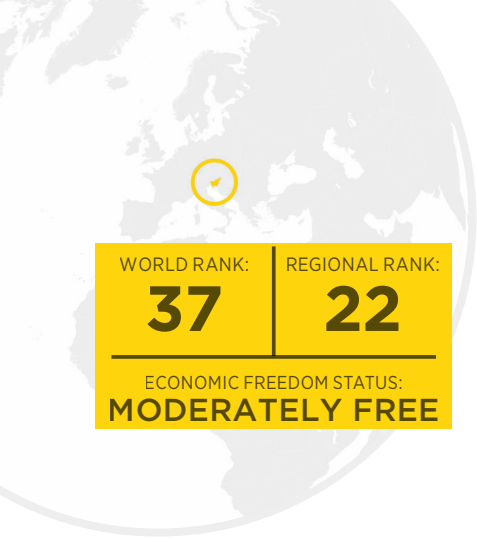 WORLD RANK:
37
REGIONAL RANK:
22
ECONOMIC FREEDOM STATUS:
MODERATELY FREE